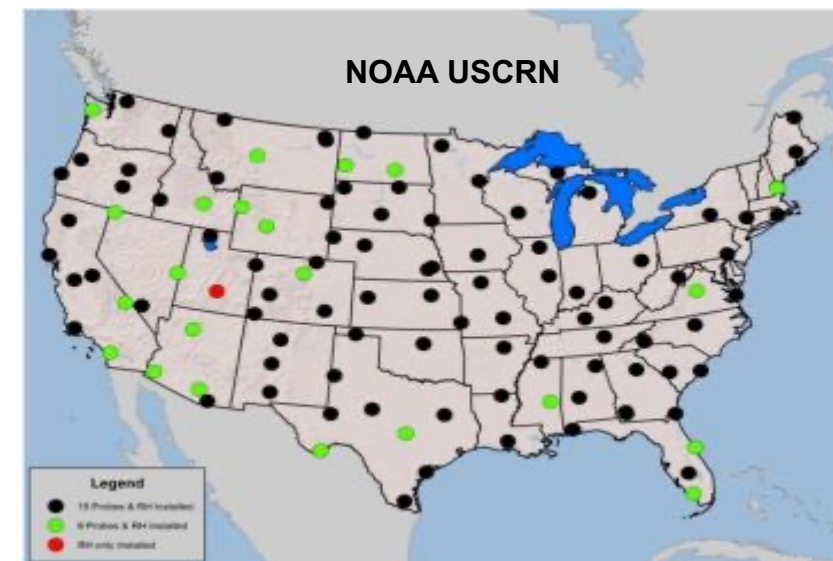 NOAA USCRN
Legend
15 Probes & RH Installed
6 Probes & RH Installed
RH only Installed